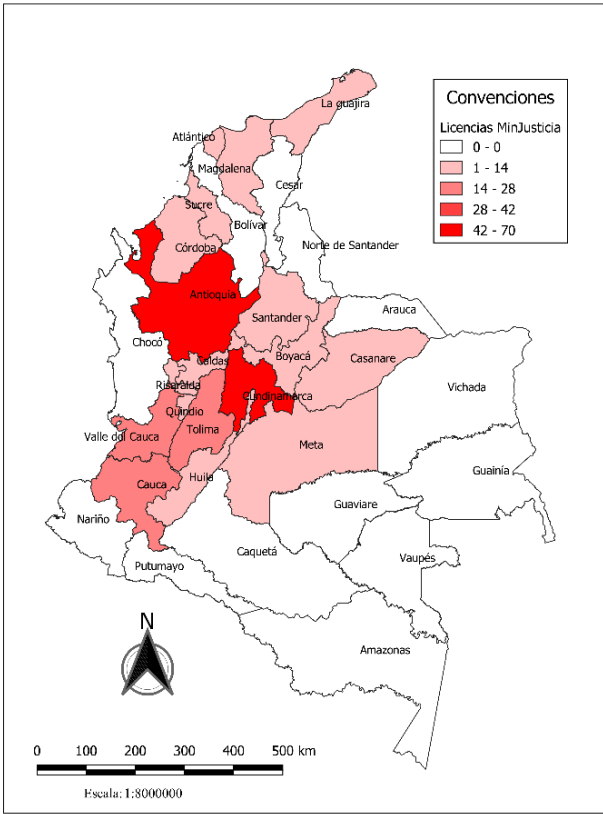 Convenciones
Licencias MinJusticia
0 - 0
1 - 14
14 - 28
28 - 42
42 - 70
La guajira
Atlántico
Magdalena
Cesar
Sucre
Bolívar
Norte de Santander
Córdoba
Antioquia
Arauca
Santander
Chocó
Caldas
Boyacá
Casanare
Risaralda
Vichada
Cundinamarca
Quindio
Tolima
Valle del Cauca
Meta
Guainía
Huila
Cauca
Guaviare
Nariño
Caquetá
Vaupés
Putumayo
N
Amazonas
0 100 200 300 400 500 km
Escala: 1:8000000